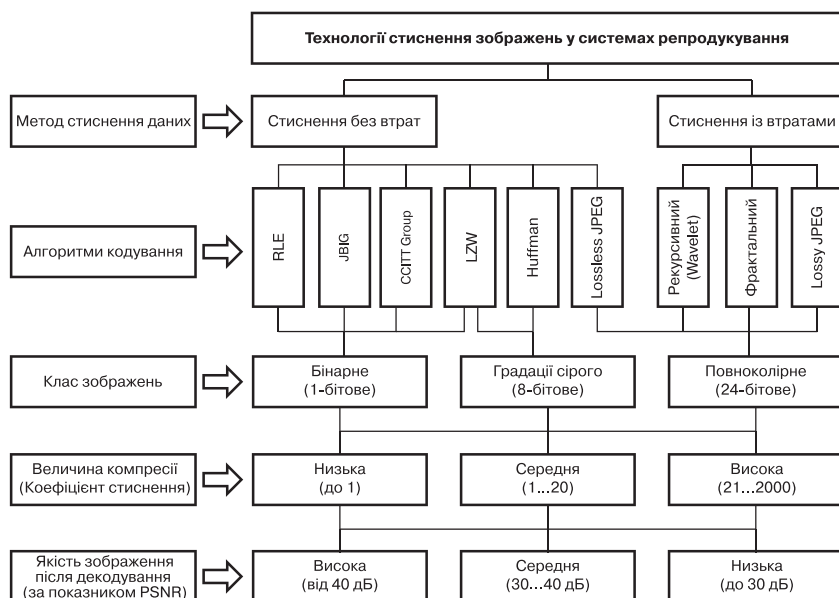 Технології стиснення зображень у системах репродукування
Метод стиснення даних
Стиснення без втрат
Стиснення із втратами
Алгоритми кодування
RLE
JBIG
CCITT Group
LZW
Huffman
Lossless JPEG
Рекурсивний
(Wavelet)
Фрактальний
Lossy JPEG
Клас зображень
Бінарне
(1-бітове)
Градації сірого
(8-бітове)
Повноколірне
(24-бітове)
Величина компресії
(Коефіцієнт стиснення)
Низька
(до 1)
Середня
(1...20)
Висока
(21...2000)
Якість зображення
після декодування
(за показником PSNR)
Висока
(від 40 дБ)
Середня
(30...40 дБ)
Низька
(до 30 дБ)